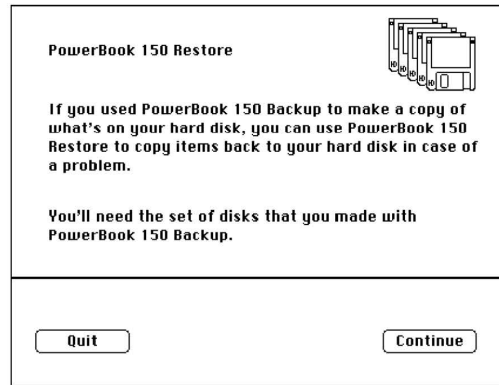 PowerBook 150 Restore
If you used PowerBook 150 Backup to make a copy of
what's on your hard disk, you can use PowerBook 150
Restore to copy items back to your hard disk in case of
a problem.
You'll need the set of disks that you made with
PowerBook 150 Backup.
Quit
Continue